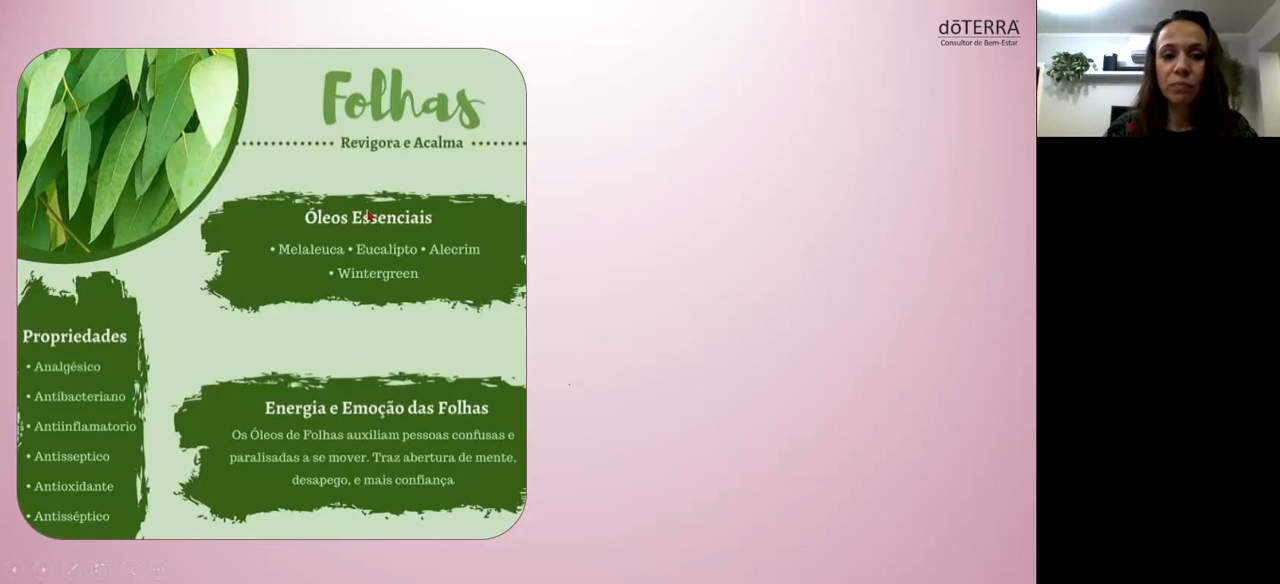 dōTERRA
Consultor de Bem-Estar
Folhas
Revigora e Acalma
Óleos Essenciais
• Melaleuca • Eucalipto • Alecrim
• Wintergreen
Propriedades
• Analgésico
• Antibacteriano
• Antiinflamatorio
• Antisseptico
• Antioxidante
• Antisséptico
Energia e Emoção das Folhas
Os Óleos de Folhas auxiliam pessoas confusas e
paralisadas a se mover. Traz abertura de mente,
desapego, e mais confiança